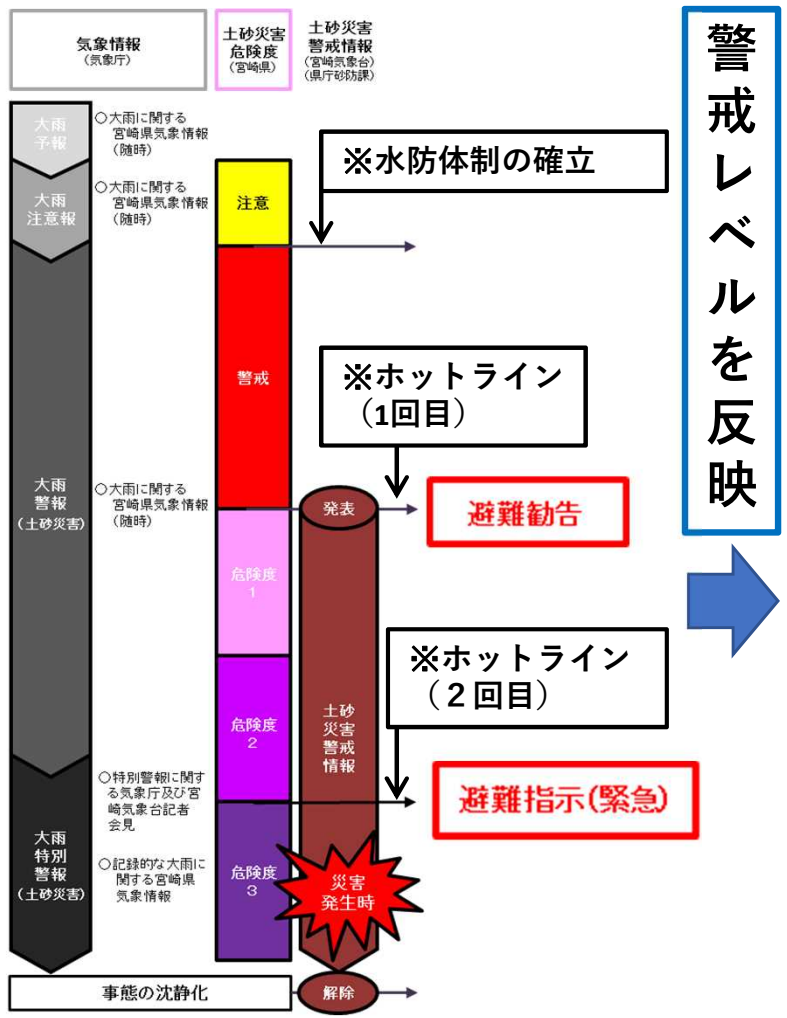 気象情報
（気象庁）
土砂災害
危険度
（宮崎県）
土砂災害
警戒情報
（宮崎気象台）
（県庁砂防課）
警戒レベルを反映
大雨
予報
○大雨に関する
宮崎県気象情報
（随時）
※水防体制の確立
大雨
注意報
○大雨に関する
宮崎県気象情報
（随時）
注意
警戒
※ホットライン
（1回目）
大雨
警報
（土砂災害）
○大雨に関する
宮崎県気象情報
（随時）
発表
避難勧告
危険度
1
※ホットライン
（２回目）
危険度
2
土砂
災害
警戒
情報
○特別警報に関す
る気象庁及び宮
崎気象台記者
会見
避難指示(緊急)
大雨
特別
警報
（土砂災害）
○記録的な大雨に
関する宮崎県
気象情報
危険度
3
災害
発生時
事態の沈静化
解除